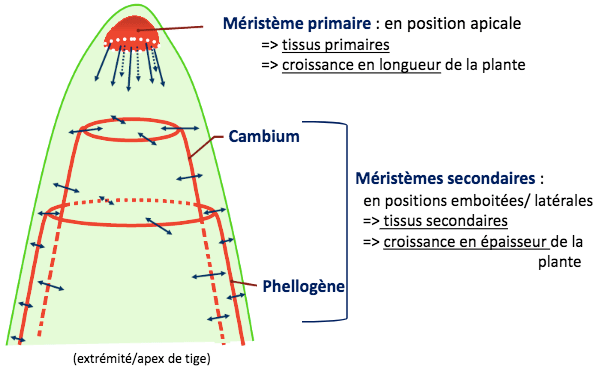 Méristème primaire : en position apicale
=> tissus primaires
=> croissance en longueur de la plante
Cambium
Méristèmes secondaires :
en positions emboitées/ latérales
=> tissus secondaires
=> croissance en épaisseur de la
plante
Phellogène
(extrémité/apex de tige)